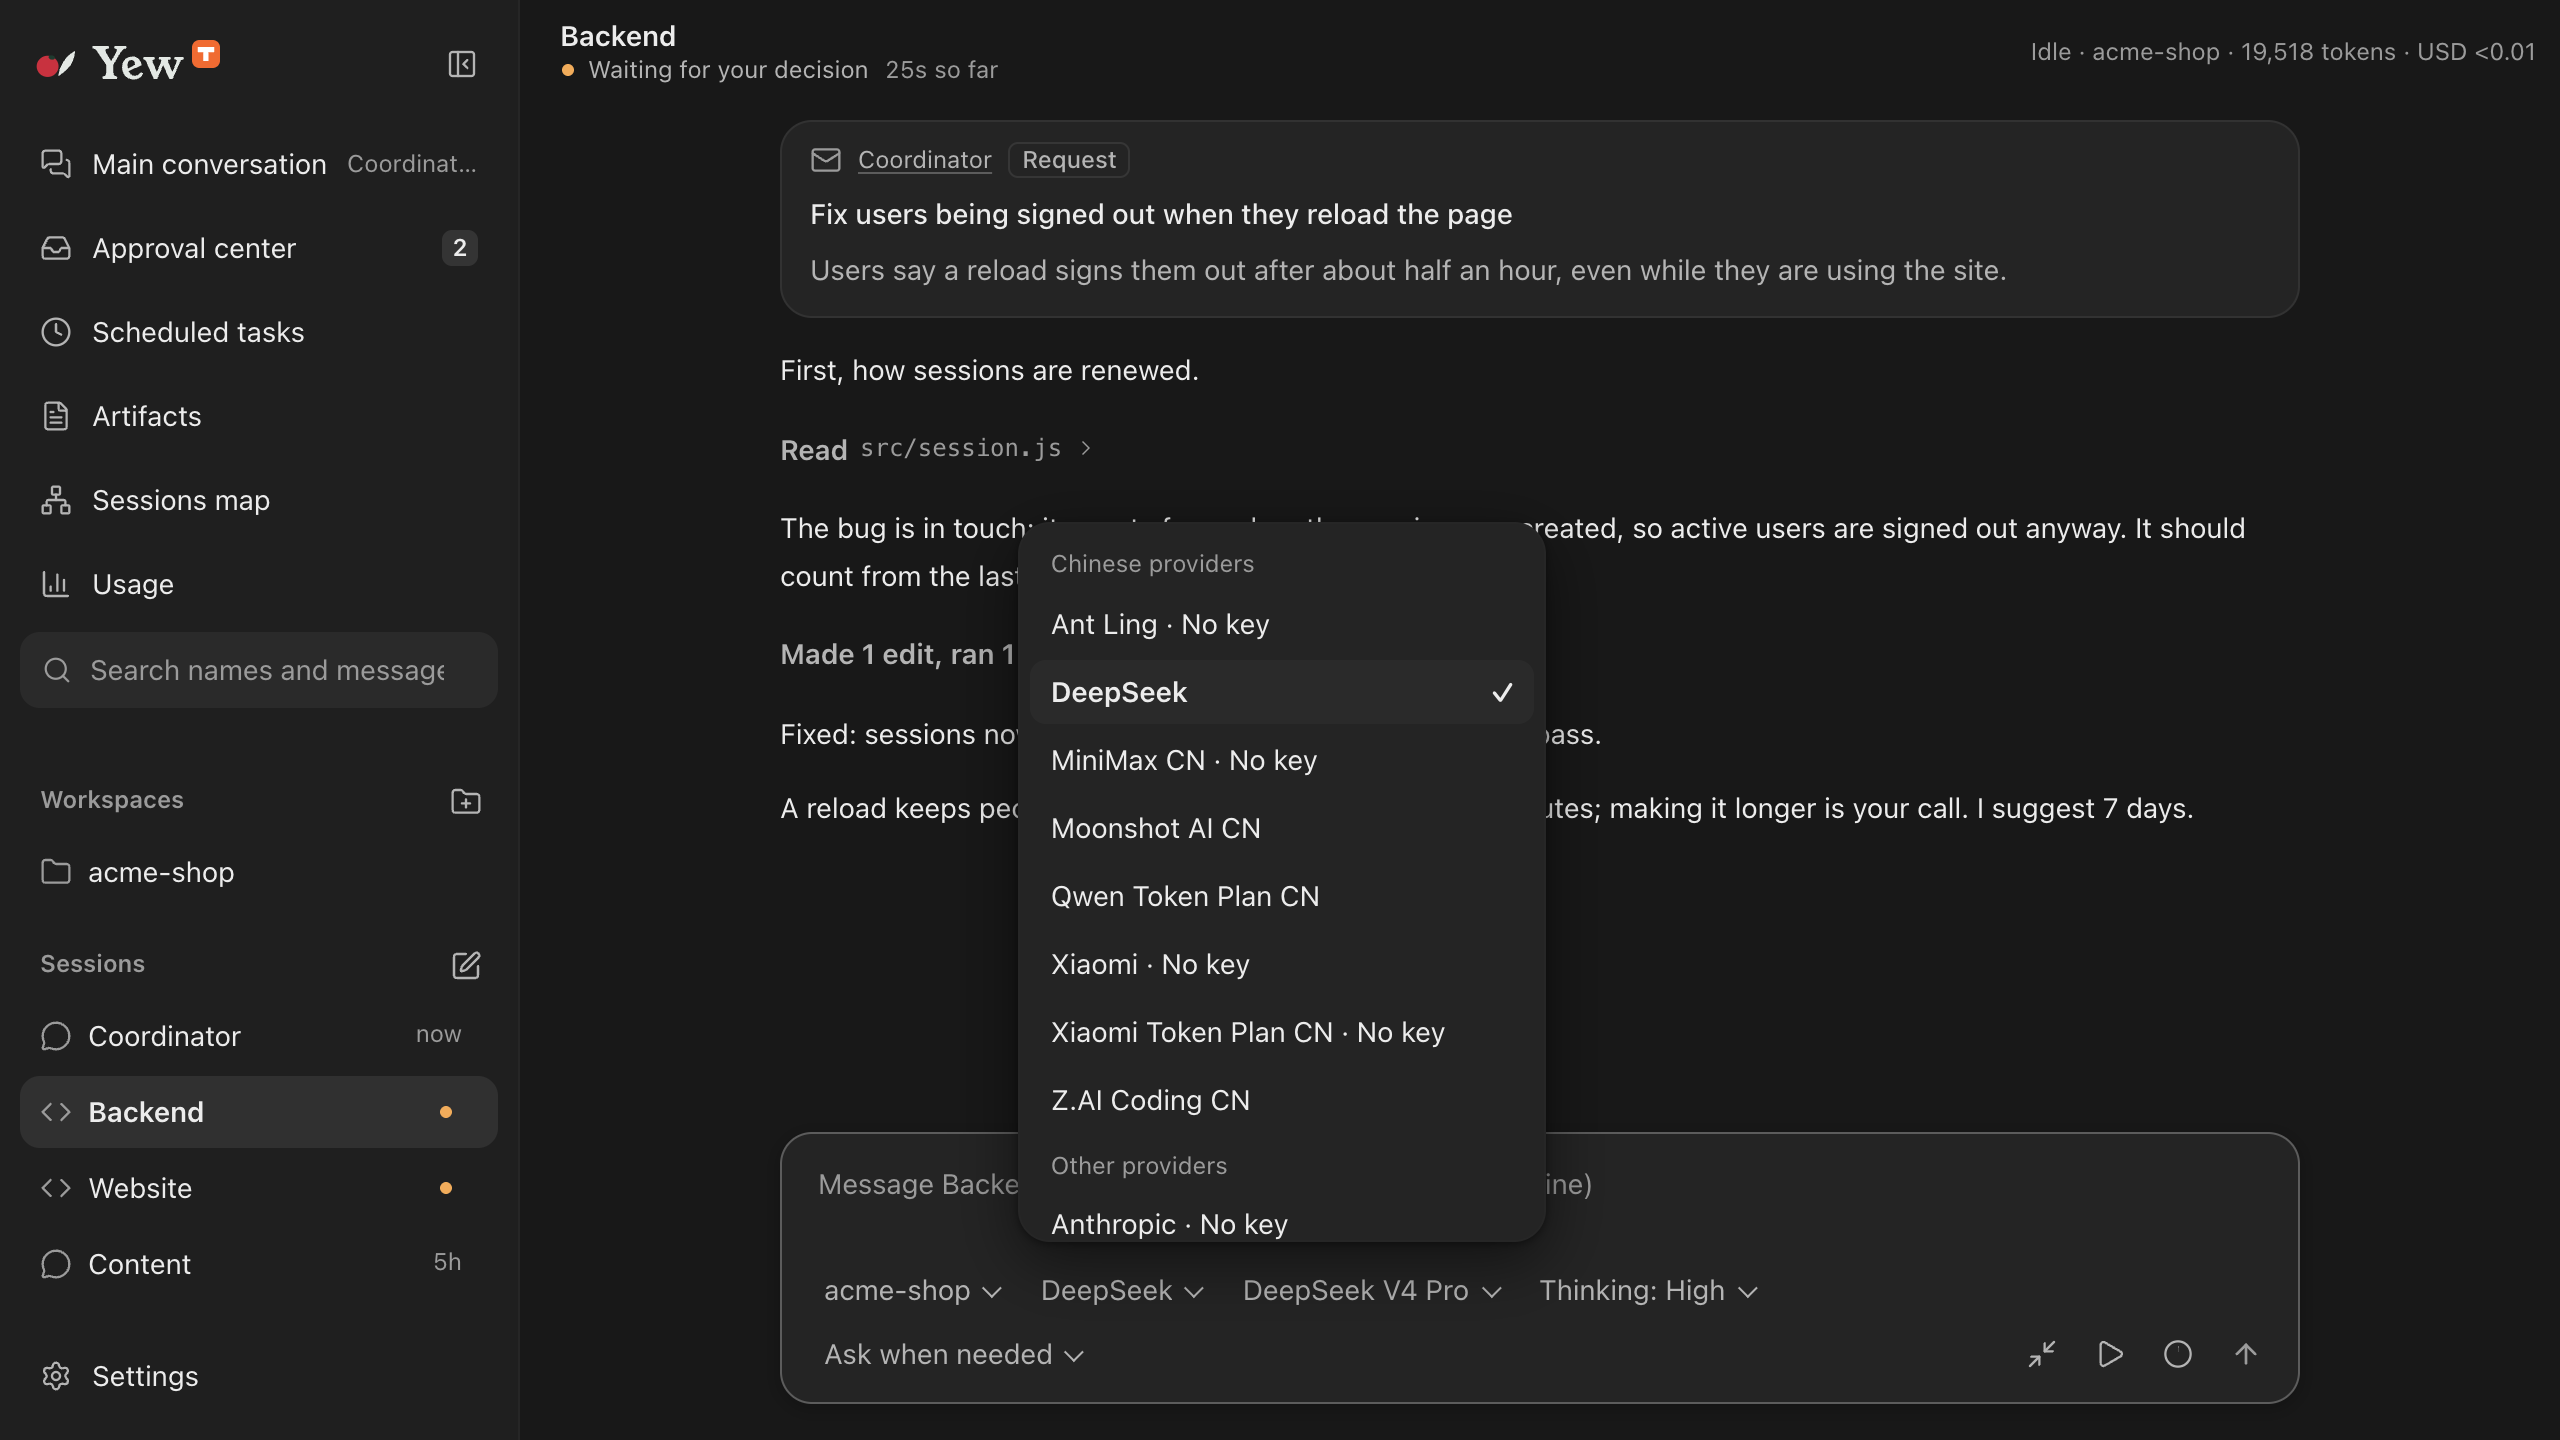 Yew T
Main conversation Coordinat...
Approval center 2
Scheduled tasks
Artifacts
Sessions map
Usage
Search names and message
Workspaces
acme-shop
Sessions
Coordinator now
Backend
Website
Content 5h
Settings
Backend
Waiting for your decision 25s so far
Idle · acme-shop · 19,518 tokens · USD <0.01
Coordinator Request
Fix users being signed out when they reload the page
Users say a reload signs them out after about half an hour, even while they are using the site.
First, how sessions are renewed.
Read src/session.js
The bug is in touch: so active users are signed out anyway. It should
count from the last
Made 1 edit, ran 1
Fixed: sessions pass.
A reload keeps making it longer is your call. I suggest 7 days.
Chinese providers
Ant Ling · No key
DeepSeek
MiniMax CN · No key
Moonshot AI CN
Qwen Token Plan CN
Xiaomi · No key
Xiaomi Token Plan CN · No key
Z.AI Coding CN
Other providers
Anthropic · No key
Message
acme-shop DeepSeek DeepSeek V4 Pro Thinking: High
Ask when needed